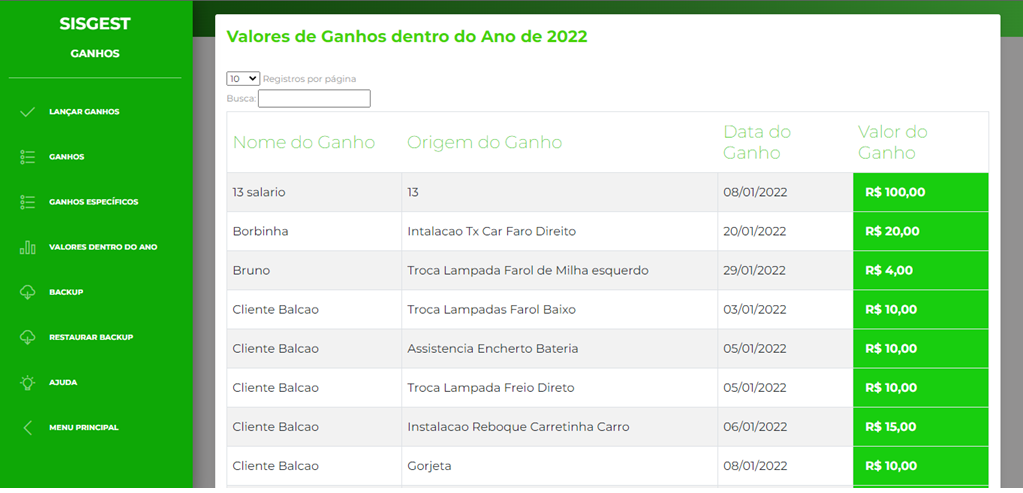 SISGEST
GANHOS
LANÇAR GANHOS
GANHOS
GANHOS ESPECÍFICOS
VALORES DENTRO DO ANO
BACKUP
RESTAURAR BACKUP
AJUDA
MENU PRINCIPAL
Valores de Ganhos dentro do Ano de 2022
10 Registros por página
Busca:
Nome do Ganho Origem do Ganho Data do Ganho Valor do Ganho
13 salario 13 08/01/2022 R$ 100,00
Borbinha Intalacao Tx Car Faro Direito 20/01/2022 R$ 20,00
Bruno Troca Lampada Farol de Milha esquerdo 29/01/2022 R$ 4,00
Cliente Balcao Troca Lampadas Farol Baixo 03/01/2022 R$ 10,00
Cliente Balcao Assistencia Encherto Bateria 05/01/2022 R$ 10,00
Cliente Balcao Troca Lampada Freio Direto 05/01/2022 R$ 10,00
Cliente Balcao Instalacao Reboque Carretinha Carro 06/01/2022 R$ 15,00
Cliente Balcao Gorjeta 08/01/2022 R$ 10,00